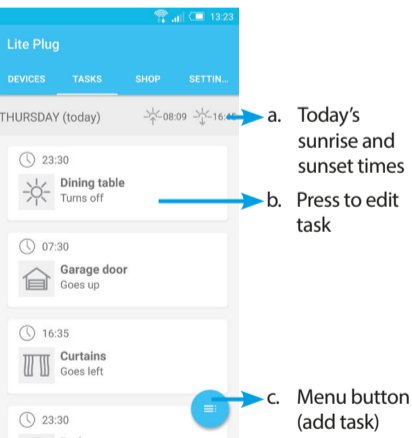 13:23
Lite Plug
DEVICES TASKS SHOP SETTIN...
THURSDAY (today) 08:09
a. Today's
sunrise and
sunset times
23:30
Dining table
Turns off
b. Press to edit
task
07:30
Garage door
Goes up
16:35
Curtains
Goes left
c. Menu button
(add task)
23:30